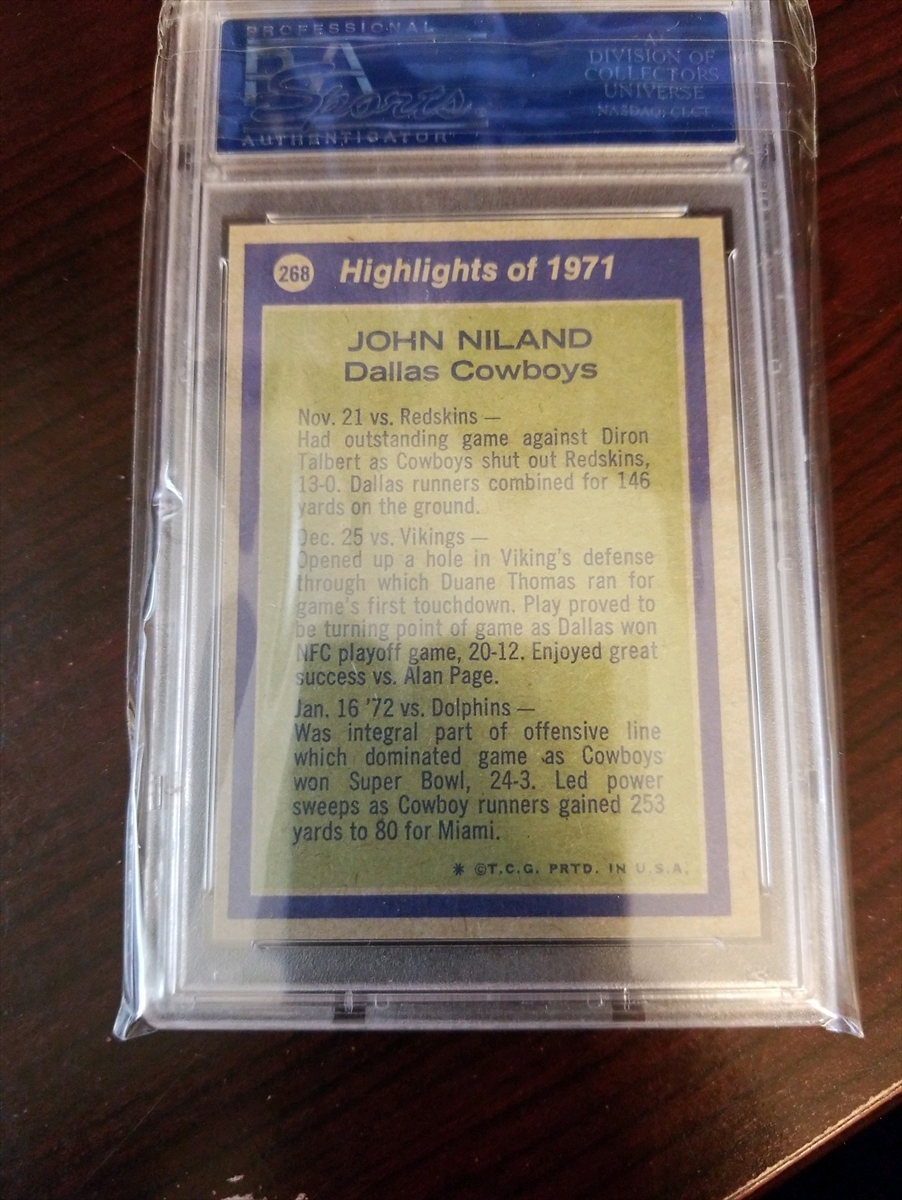 PROFESSIONAL
PSA
Sports
AUTHENTICATOR
A
DIVISION OF
COLLECTORS
UNIVERSE
NASDAQ: CLCT
268 Highlights of 1971
JOHN NILAND
Dallas Cowboys
Nov. 21 vs. Redskins —
Had outstanding game against Diron
Talbert as Cowboys shut out Redskins,
13-0. Dallas runners combined for 146
yards on the ground.
Dec. 25 vs. Vikings —
Opened up a hole in Viking's defense
through which Duane Thomas ran for
game's first touchdown. Play proved to
be turning point of game as Dallas won
NFC playoff game, 20-12. Enjoyed great
success vs. Alan Page.
Jan. 16 '72 vs. Dolphins —
Was integral part of offensive line
which dominated game as Cowboys
won Super Bowl, 24-3. Led power
sweeps as Cowboy runners gained 253
yards to 80 for Miami.
* ©T.C.G. PRTD. IN U.S.A.